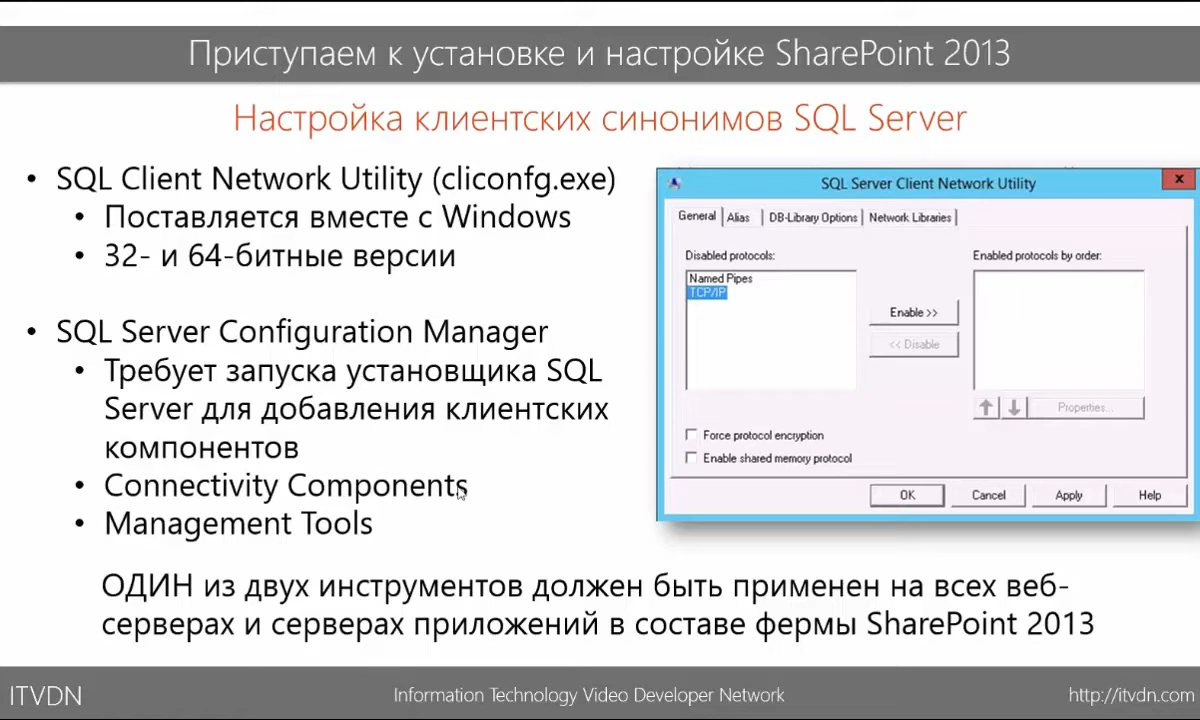 Приступаем к установке и настройке SharePoint 2013
Настройка клиентских синонимов SQL Server
• SQL Client Network Utility (cliconfg.exe)
• Поставляется вместе с Windows
• 32- и 64-битные версии
• SQL Server Configuration Manager
• Требует запуска установщика SQL
Server для добавления клиентских
компонентов
• Connectivity Components
• Management Tools
SQL Server Client Network Utility
x
General Alias DB-Library Options Network Libraries
Disabled protocols: Enabled protocols by order:
Named Pipes
TCP/IP
Enable >>
<< Disable
Properties...
Force protocol encryption
Enable shared memory protocol
OK Cancel Apply Help
ОДИН из двух инструментов должен быть применен на всех веб-
серверах и серверах приложений в составе фермы SharePoint 2013
ITVDN Information Technology Video Developer Network http://itvdn.com